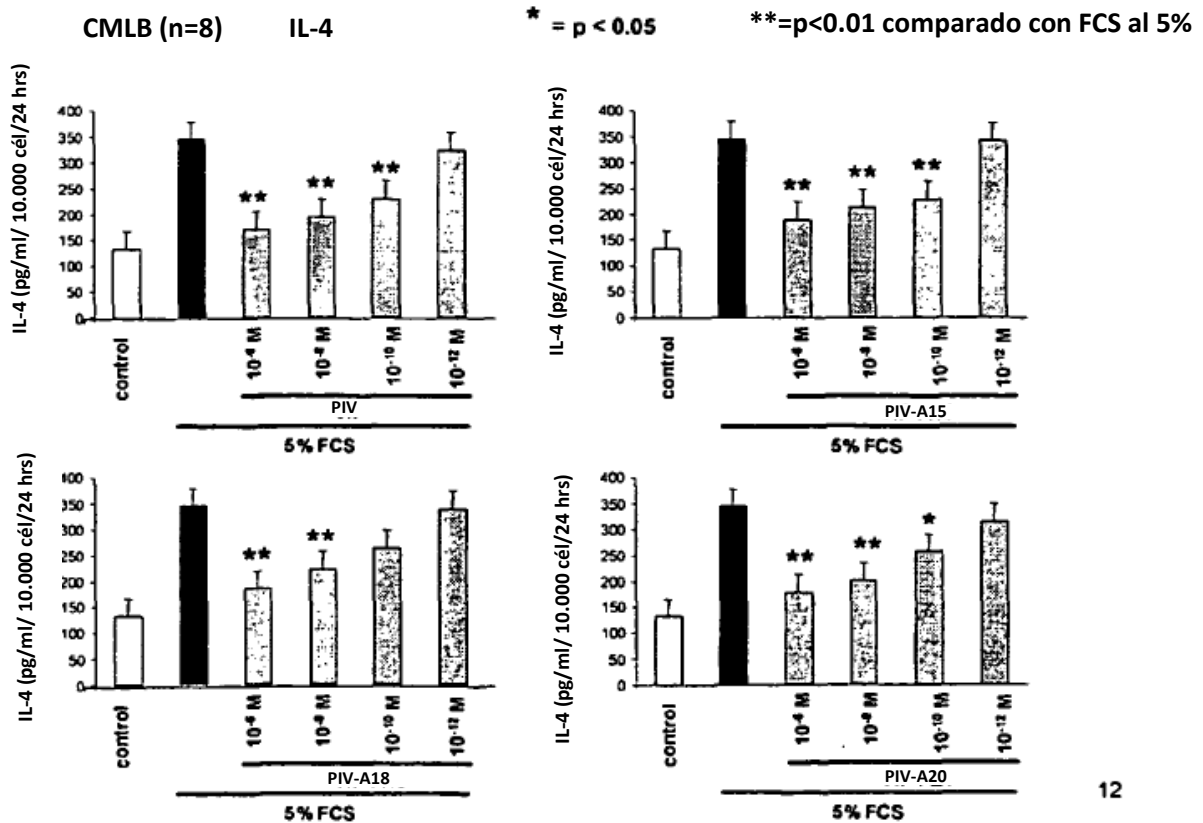 CMLB (n=8) IL-4 * = p < 0.05 **=p<0.01 comparado con FCS al 5%
IL-4 (pg/ml/ 10.000 cél/24 hrs)
400
350
300
250
200
150
100
50
0
** ** **
control 10⁻⁶ M 10⁻⁸ M 10⁻¹⁰ M 10⁻¹² M
PIV
5% FCS
IL-4 (pg/ml/ 10.000 cél/24 hrs)
400
350
300
250
200
150
100
50
0
** ** **
control 10⁻⁶ M 10⁻⁸ M 10⁻¹⁰ M 10⁻¹² M
PIV-A15
5% FCS
IL-4 (pg/ml/ 10.000 cél/24 hrs)
400
350
300
250
200
150
100
50
0
** **
control 10⁻⁶ M 10⁻⁸ M 10⁻¹⁰ M 10⁻¹² M
PIV-A18
5% FCS
IL-4 (pg/ml/ 10.000 cél/24 hrs)
400
350
300
250
200
150
100
50
0
** ** *
control 10⁻⁶ M 10⁻⁸ M 10⁻¹⁰ M 10⁻¹² M
PIV-A20
5% FCS
12